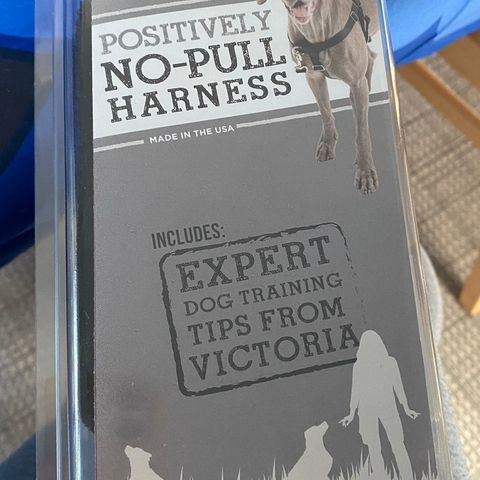 POSITIVELY
NO-PULL
HARNESS
MADE IN THE USA
INCLUDES:
EXPERT
DOG TRAINING
TIPS FROM
VICTORIA